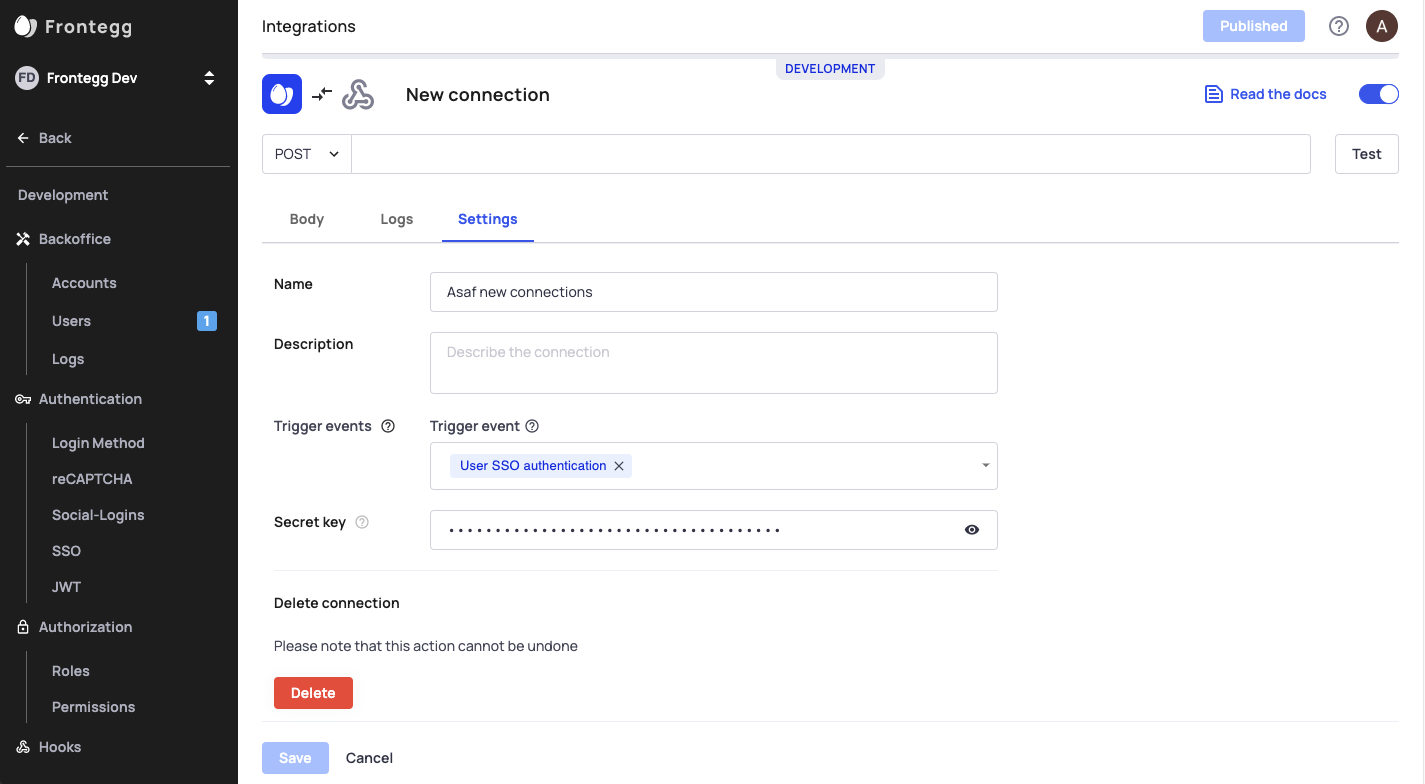 Frontegg
FD Frontegg Dev
Back
Development
Backoffice
Accounts
Users 1
Logs
Authentication
Login Method
reCAPTCHA
Social-Logins
SSO
JWT
Authorization
Roles
Permissions
Hooks
Integrations
Published
A
DEVELOPMENT
New connection
Read the docs
POST
Test
Body Logs Settings
Name
Asaf new connections
Description
Describe the connection
Trigger events
Trigger event
User SSO authentication
Secret key
Delete connection
Please note that this action cannot be undone
Delete
Save Cancel